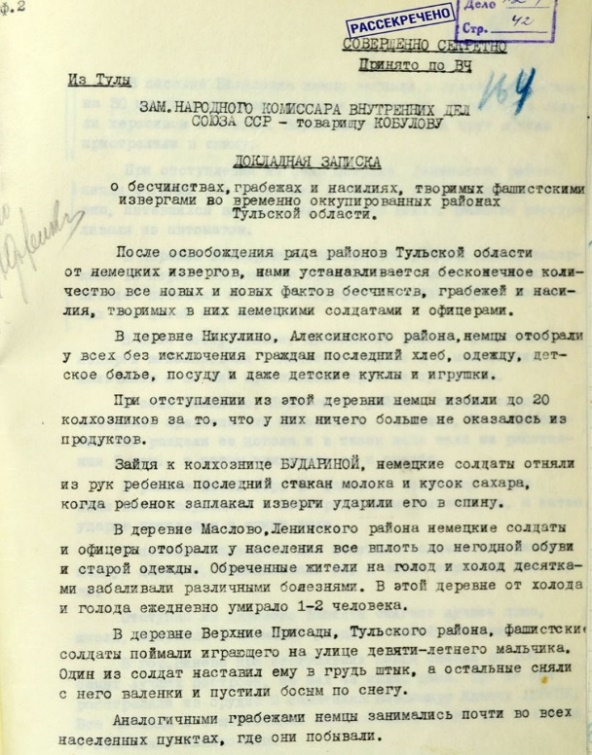 Ф.2
РАССЕКРЕЧЕНО
Дело
Стр. 42
СОВЕРШЕННО СЕКРЕТНО
Принято по ВЧ
Из Тулы
164
ЗАМ.НАРОДНОГО КОМИССАРА ВНУТРЕННИХ ДЕЛ
СОЮЗА ССР - товарищу КОБУЛОВУ
ДОКЛАДНАЯ ЗАПИСКА
о бесчинствах,грабежах и насилиях, творимых фашистскими
извергами во временно оккупированных районах
Тульской области.
После освобождения ряда районов Тульской области
от немецких извергов, нами устанавливается бесконечное коли-
чество все новых и новых фактов бесчинств, грабежей и наси-
лия, творимых в них немецкими солдатами и офицерами.
В деревне Никулино, Алексинского района,немцы отобрали
у всех без исключения граждан последний хлеб, одежду, дет-
ское белье, посуду и даже детские куклы и игрушки.
При отступлении из этой деревни немцы избили до 20
колхозников за то, что у них ничего больше не оказалось из
продуктов.
Зайдя к колхознице БУДАРИНОЙ, немецкие солдаты отняли
из рук ребенка последний стакан молока и кусок сахара,
когда ребенок заплакал изверги ударили его в спину.
В деревне Маслово,Ленинского района немецкие солдаты
и офицеры отобрали у населения все вплоть до негодной обуви
и старой одежды. Обреченные жители на голод и холод десятка-
ми забаливали различными болезнями. В этой деревне от холода
и голода ежедневно умирало 1-2 человека.
В деревне Верхние Присады, Тульского района, фашистски
солдаты поймали играющего на улице девяти-летнего мальчика.
Один из солдат наставил ему в грудь штык, а остальные сняли
с него валенки и пустили босым по снегу.
Аналогичными грабежами немцы занимались почти во всех
населенных пунктах, где они побывали.